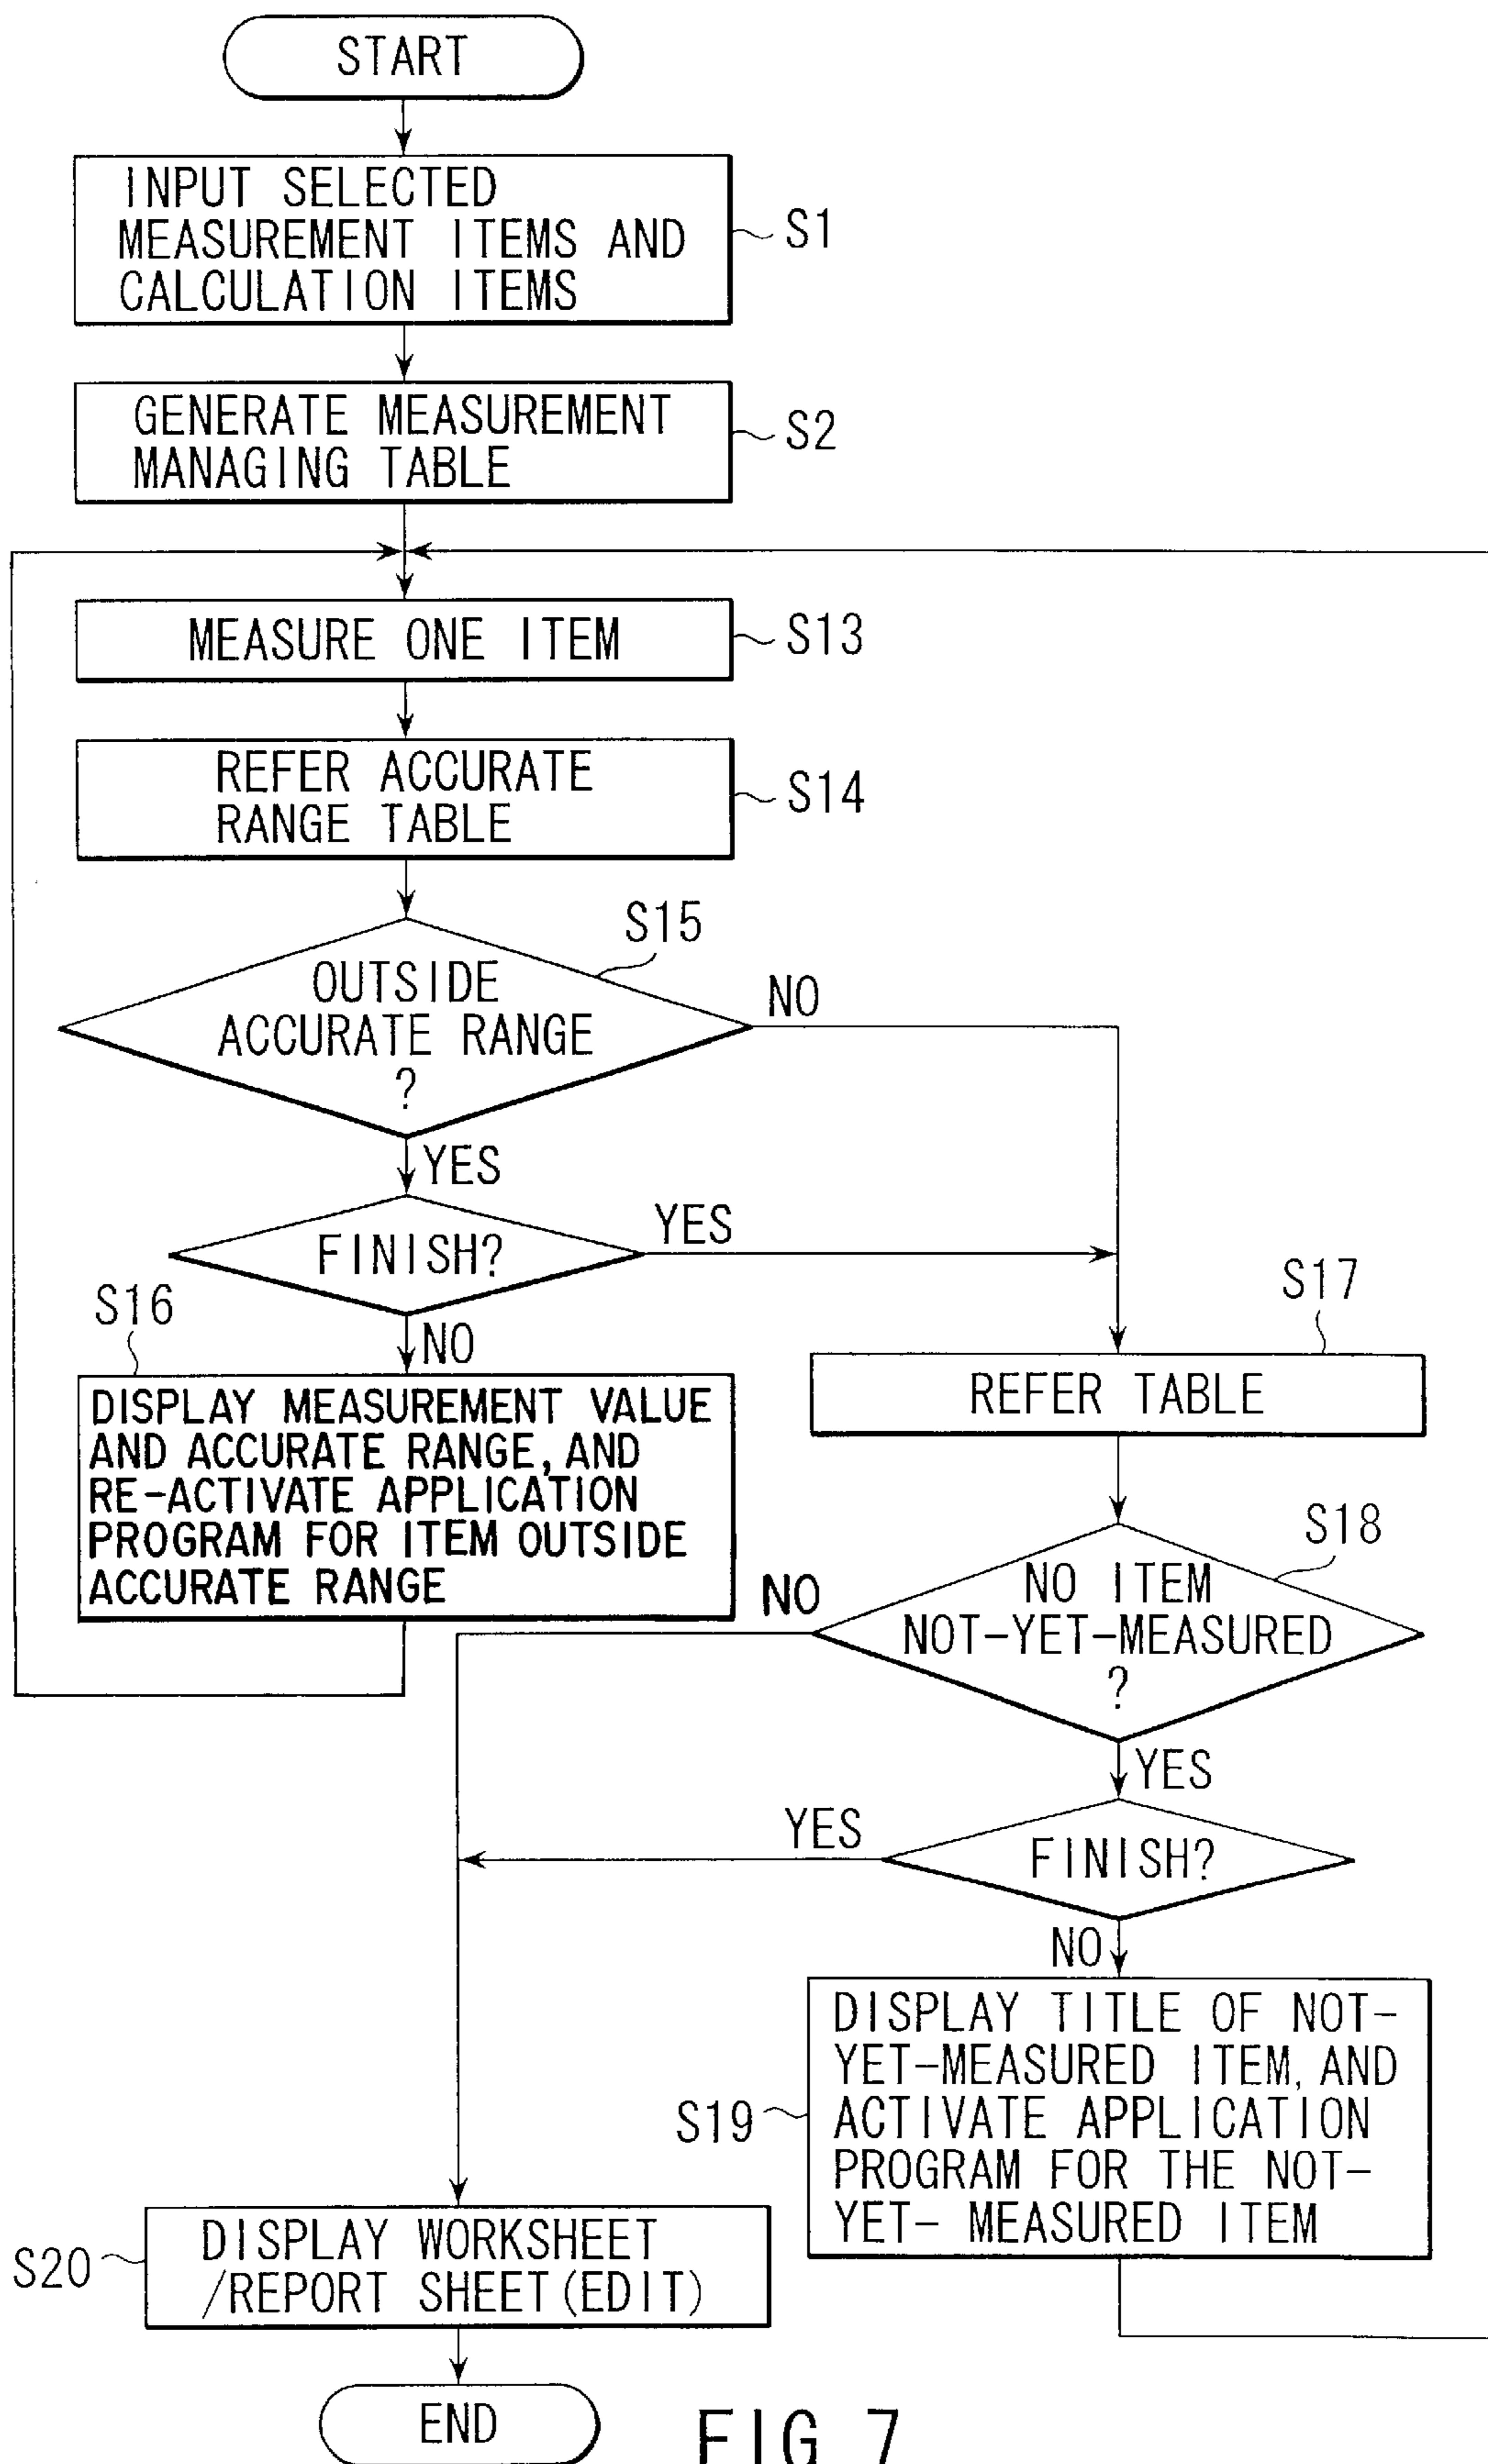 START
INPUT SELECTED
MEASUREMENT ITEMS AND
CALCULATION ITEMS
S1
GENERATE MEASUREMENT
MANAGING TABLE
S2
MEASURE ONE ITEM
S13
REFER ACCURATE
RANGE TABLE
S14
S15
OUTSIDE
ACCURATE RANGE
?
NO
YES
FINISH?
YES
S16
NO
DISPLAY MEASUREMENT VALUE
AND ACCURATE RANGE, AND
RE-ACTIVATE APPLICATION
PROGRAM FOR ITEM OUTSIDE
ACCURATE RANGE
S17
REFER TABLE
S18
NO ITEM
NOT-YET-MEASURED
?
NO
YES
FINISH?
YES
NO
DISPLAY TITLE OF NOT-
YET-MEASURED ITEM, AND
ACTIVATE APPLICATION
PROGRAM FOR THE NOT-
YET- MEASURED ITEM
S19
DISPLAY WORKSHEET
/REPORT SHEET(EDIT)
S20
END
FIG. 7